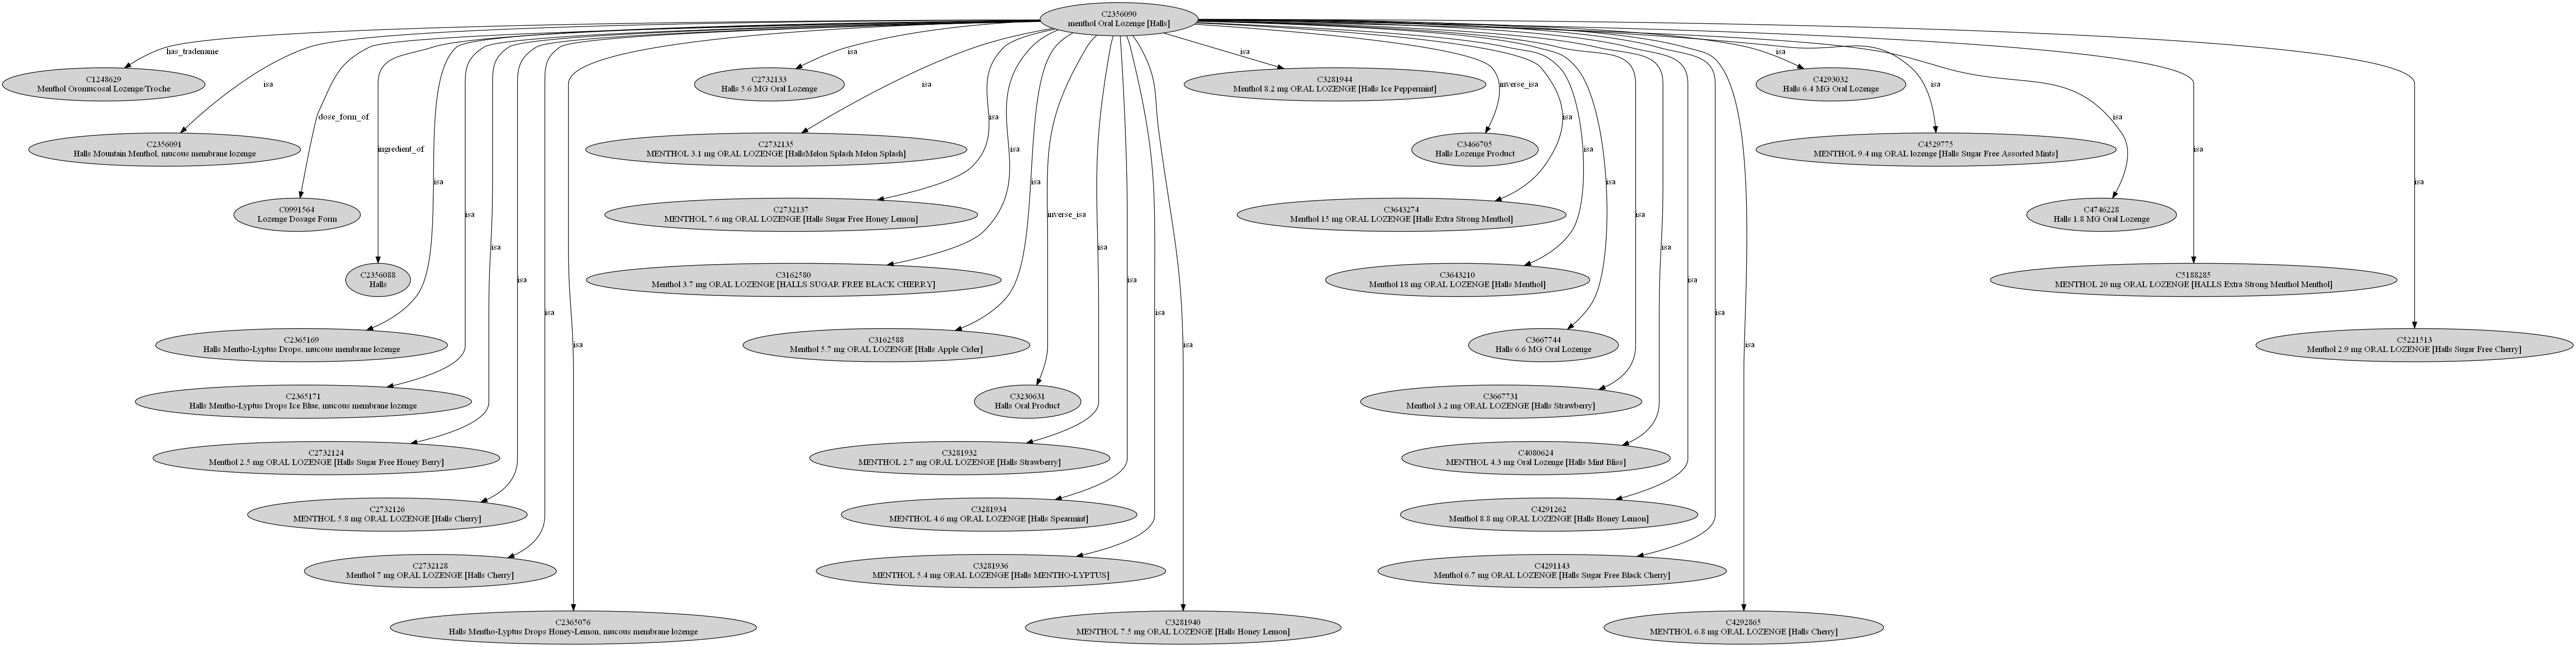 C2356090
menthol Oral Lozenge [Halls]
has_tradename
C1248629
Menthol Oromucosal Lozenge/Troche
isa
C2356091
Halls Mountain Menthol, mucous membrane lozenge
dose_form_of
C0991564
Lozenge Dosage Form
ingredient_of
C2356088
Halls
isa
C2365169
Halls Mentho-Lyptus Drops, mucous membrane lozenge
isa
C2365171
Halls Mentho-Lyptus Drops Ice Blue, mucous membrane lozenge
isa
C2732124
Menthol 2.5 mg ORAL LOZENGE [Halls Sugar Free Honey Berry]
isa
C2732126
MENTHOL 5.8 mg ORAL LOZENGE [Halls Cherry]
isa
C2732128
Menthol 7 mg ORAL LOZENGE [Halls Cherry]
isa
C2365076
Halls Mentho-Lyptus Drops Honey-Lemon, mucous membrane lozenge
isa
C2732133
Halls 5.6 MG Oral Lozenge
isa
C2732135
MENTHOL 3.1 mg ORAL LOZENGE [HallsMelon Splash Melon Splash]
isa
C2732137
MENTHOL 7.6 mg ORAL LOZENGE [Halls Sugar Free Honey Lemon]
isa
C3162580
Menthol 3.7 mg ORAL LOZENGE [HALLS SUGAR FREE BLACK CHERRY]
isa
C3162588
Menthol 5.7 mg ORAL LOZENGE [Halls Apple Cider]
inverse_isa
C3230631
Halls Oral Product
isa
C3281932
MENTHOL 2.7 mg ORAL LOZENGE [Halls Strawberry]
isa
C3281934
MENTHOL 4.6 mg ORAL LOZENGE [Halls Spearmint]
isa
C3281936
MENTHOL 5.4 mg ORAL LOZENGE [Halls MENTHO-LYPTUS]
isa
C3281940
MENTHOL 7.5 mg ORAL LOZENGE [Halls Honey Lemon]
isa
C3281944
Menthol 8.2 mg ORAL LOZENGE [Halls Ice Peppermint]
inverse_isa
C3466705
Halls Lozenge Product
isa
C3643274
Menthol 15 mg ORAL LOZENGE [Halls Extra Strong Menthol]
isa
C3643210
Menthol 18 mg ORAL LOZENGE [Halls Menthol]
isa
C3667744
Halls 6.6 MG Oral Lozenge
isa
C3667731
Menthol 3.2 mg ORAL LOZENGE [Halls Strawberry]
isa
C4080624
MENTHOL 4.3 mg Oral Lozenge [Halls Mint Bliss]
isa
C4291262
Menthol 8.8 mg ORAL LOZENGE [Halls Honey Lemon]
isa
C4291143
Menthol 6.7 mg ORAL LOZENGE [Halls Sugar Free Black Cherry]
isa
C4292865
MENTHOL 6.8 mg ORAL LOZENGE [Halls Cherry]
isa
C4293032
Halls 6.4 MG Oral Lozenge
isa
C4529775
MENTHOL 9.4 mg ORAL lozenge [Halls Sugar Free Assorted Mints]
isa
C4746228
Halls 1.8 MG Oral Lozenge
isa
C5188285
MENTHOL 20 mg ORAL LOZENGE [HALLS Extra Strong Menthol Menthol]
isa
C5221513
Menthol 2.9 mg ORAL LOZENGE [Halls Sugar Free Cherry]